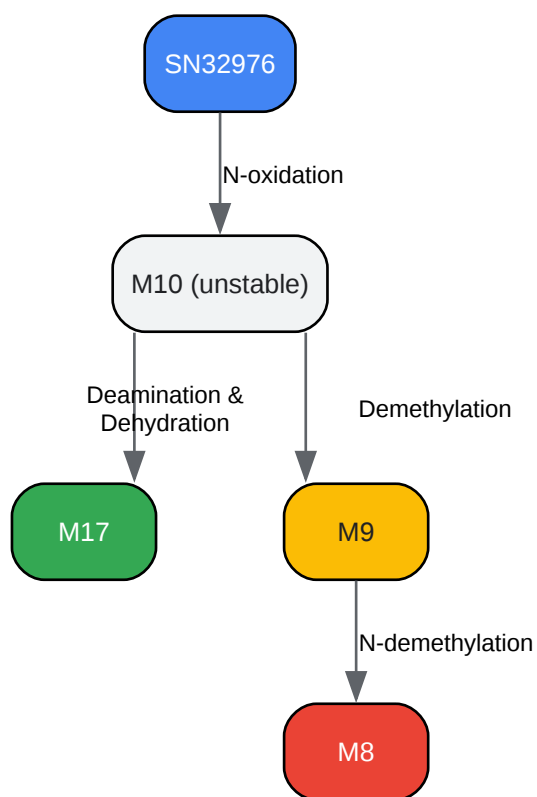 SN32976
N-oxidation
M10 (unstable)
Deamination &
Dehydration
Demethylation
M17
M9
N-demethylation
M8